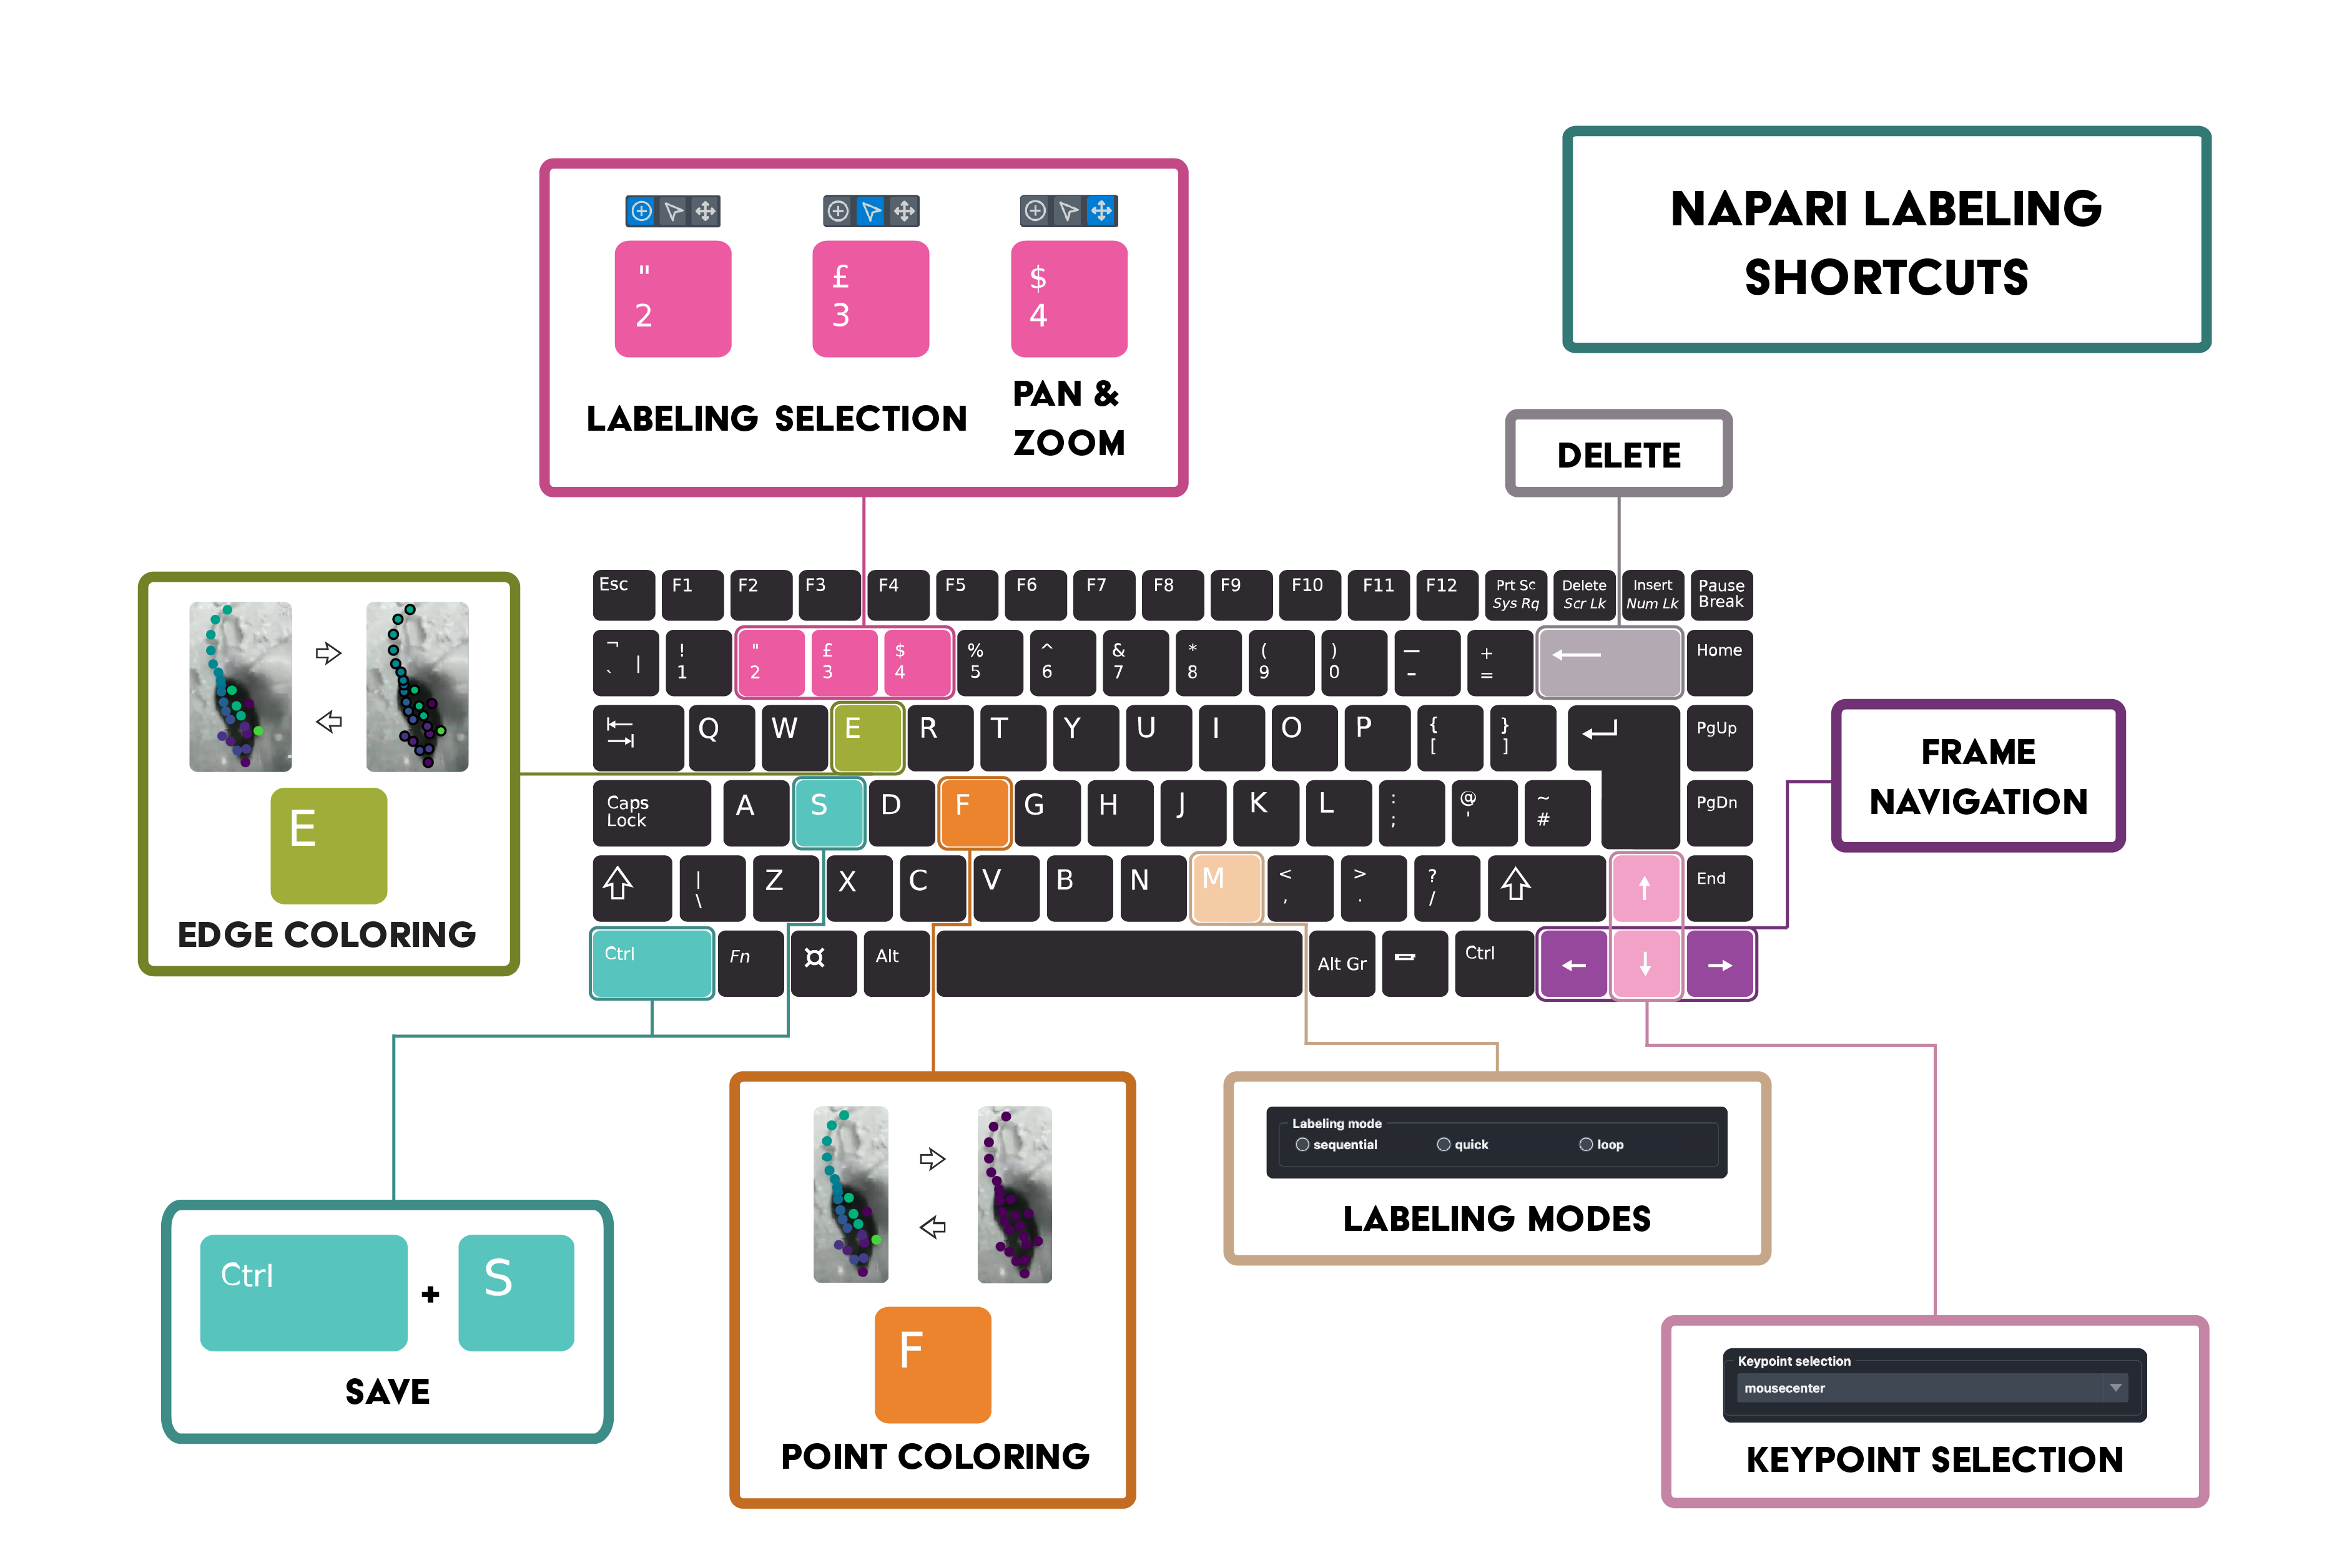 NAPARI LABELING
SHORTCUTS
" £ $
2 3 4
LABELING SELECTION PAN &
ZOOM
DELETE
Esc F1 F2 F3 F4 F5 F6 F7 F8 F9 F10 F11 F12 Prt Sc Delete Insert Pause
Sys Rq Scr Lk Num Lk Break
¬ ! " £ $ % ^ & * ( ) — +
` | 1 2 3 4 5 6 7 8 9 0 - = ← Home
Q W E R T Y U I O P { } PgUp
[ ]
Caps A S D F G H J K L : @ ~ PgDn
Lock ; ' #
| Z X C V B N M < > ? ↑ End
\ , . /
Ctrl Fn Alt Alt Gr Ctrl ← ↓ →
E
EDGE COLORING
FRAME
NAVIGATION
Ctrl + S
SAVE
F
POINT COLORING
Labeling mode
sequential quick loop
LABELING MODES
Keypoint selection
mousecenter
KEYPOINT SELECTION